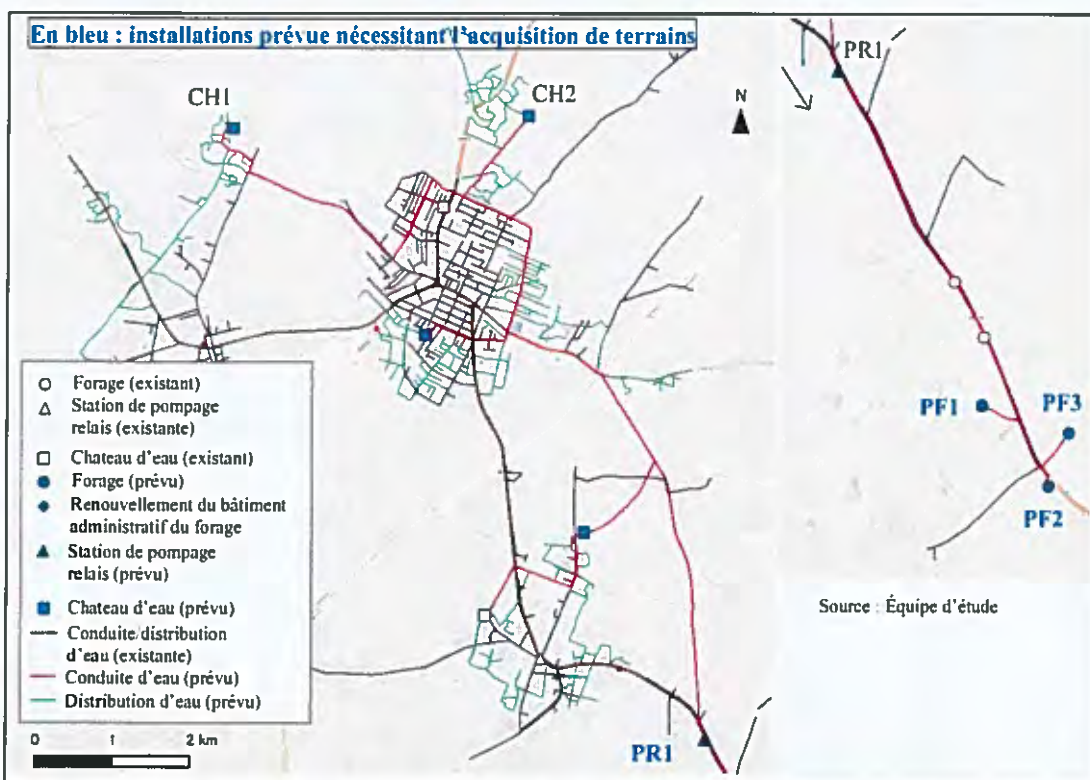 En bleu : installations prévue nécessitant l'acquisition de terrains
CH1
CH2
N
PR1
PF1
PF3
PF2
Forage (existant)
Station de pompage
relais (existante)
Chateau d'eau (existant)
Forage (prévu)
Renouvellement du bâtiment
administratif du forage
Station de pompage
relais (prévu)
Chateau d'eau (prévu)
Conduite/distribution
d'eau (existante)
Conduite d'eau (prévu)
Distribution d'eau (prévu)
0 1 2 km
PR1
Source : Équipe d'étude